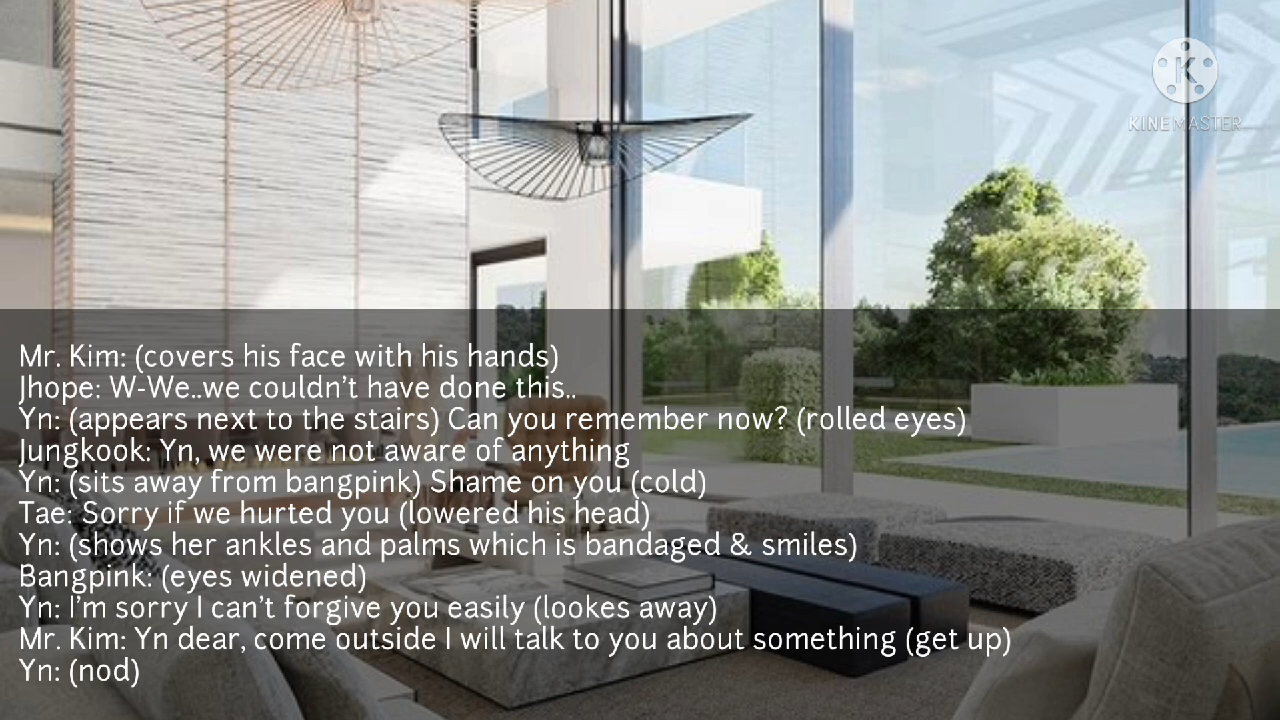 KINEMASTER
Mr. Kim: (covers his face with his hands)
Jhope: W-We..we couldn't have done this..
Yn: (appears next to the stairs) Can you remember now? (rolled eyes)
Jungkook: Yn, we were not aware of anything
Yn: (sits away from bangpink) Shame on you (cold)
Tae: Sorry if we hurted you (lowered his head)
Yn: (shows her ankles and palms which is bandaged & smiles)
Bangpink: (eyes widened)
Yn: I'm sorry I can't forgive you easily (lookes away)
Mr. Kim: Yn dear, come outside I will talk to you about something (get up)
Yn: (nod)